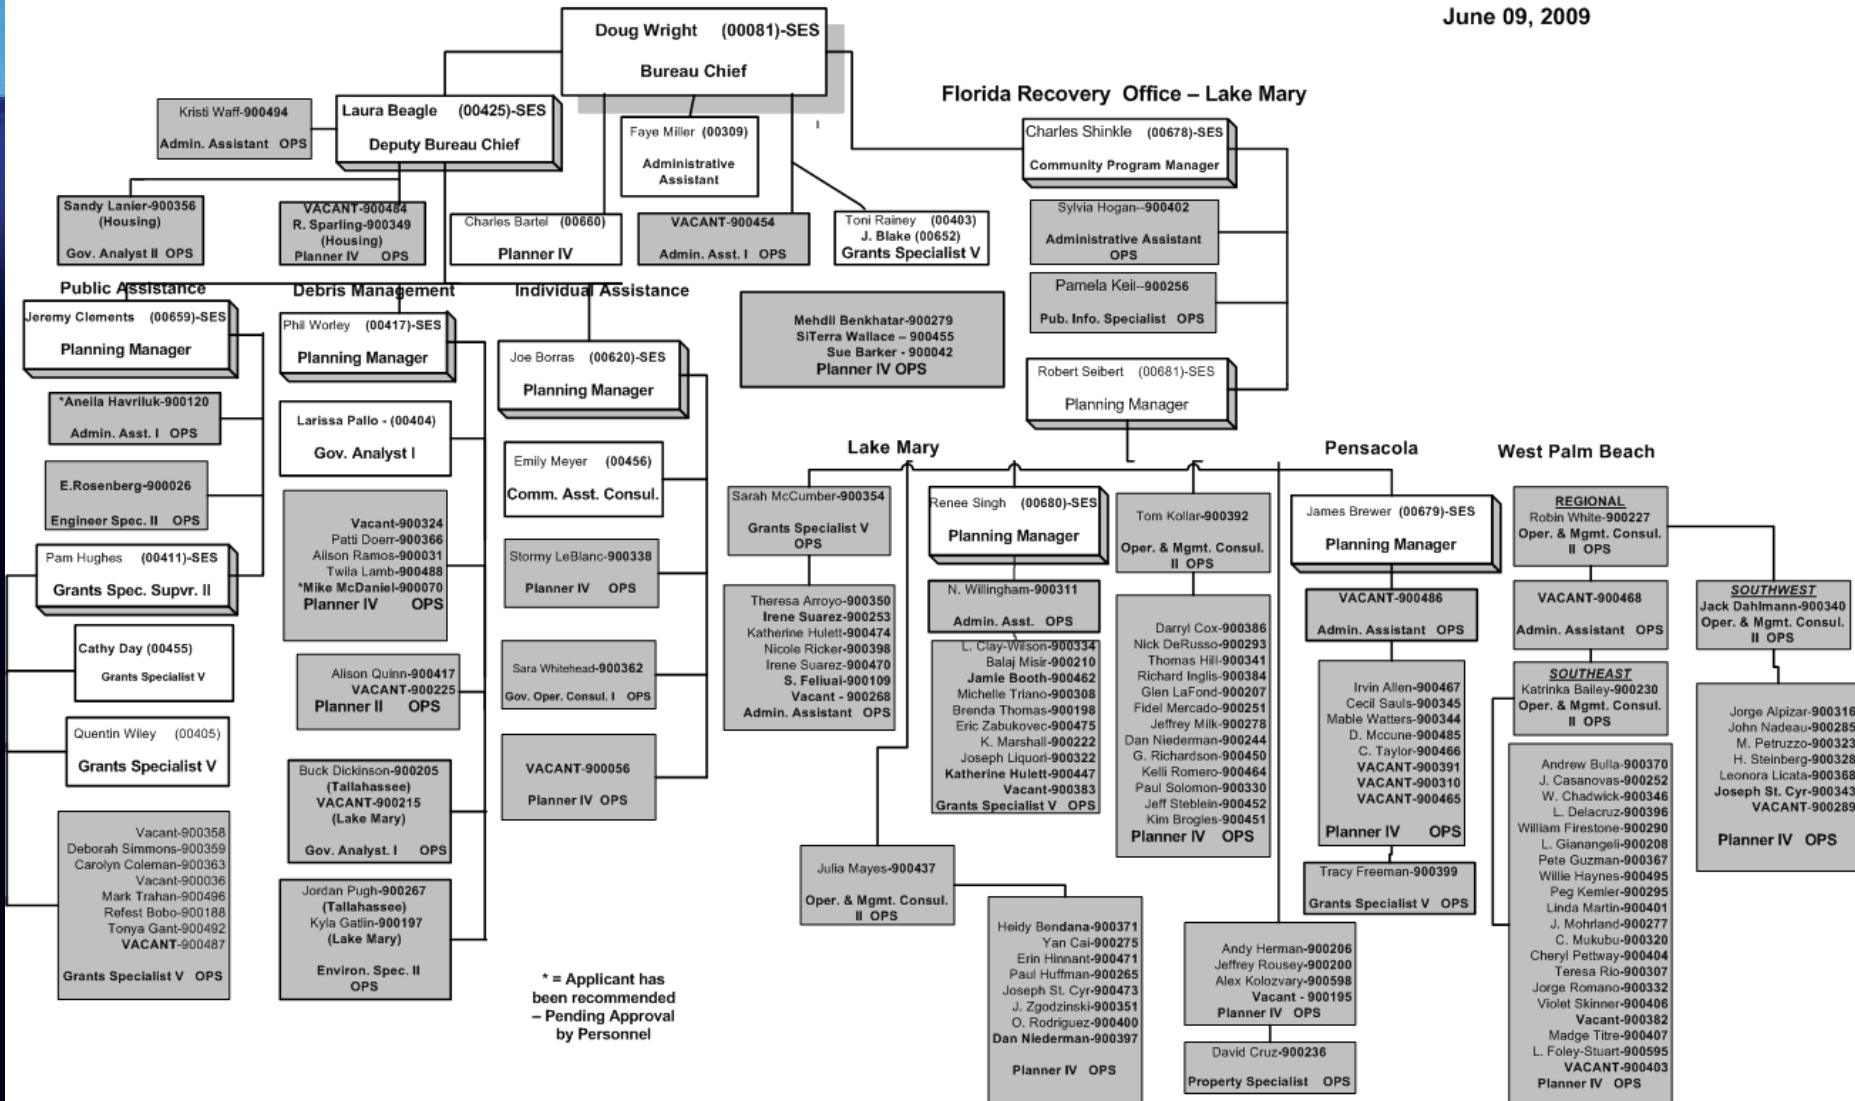 June 09, 2009
Doug Wright (00081)-SES
Bureau Chief
Florida Recovery Office – Lake Mary
Kristi Waff-900494
Admin. Assistant OPS
Laura Beagle (00425)-SES
Deputy Bureau Chief
Faye Miller (00309)
Administrative
Assistant
Charles Shinkle (00678)-SES
Community Program Manager
Sandy Lanier-900356
(Housing)
Gov. Analyst II OPS
VACANT-900484
R. Sparling-900349
(Housing)
Planner IV OPS
Charles Bartel (00660)
Planner IV
VACANT-900454
Admin. Asst. I OPS
Toni Rainey (00403)
J. Blake (00652)
Grants Specialist V
Sylvia Hogan--900402
Administrative Assistant
OPS
Pamela Keil--900256
Pub. Info. Specialist OPS
Public Assistance
Debris Management
Individual Assistance
Jeremy Clements (00659)-SES
Planning Manager
Phil Worley (00417)-SES
Planning Manager
Joe Borras (00620)-SES
Planning Manager
Mehdil Benkhatar-900279
SiTerra Wallace – 900455
Sue Barker - 900042
Planner IV OPS
Robert Seibert (00681)-SES
Planning Manager
*Aneila Havriluk-900120
Admin. Asst. I OPS
Larissa Pallo - (00404)
Gov. Analyst I
Emily Meyer (00456)
Comm. Asst. Consul.
E.Rosenberg-900026
Engineer Spec. II OPS
Pam Hughes (00411)-SES
Grants Spec. Supvr. II
Vacant-900324
Patti Doerr-900366
Alison Ramos-900031
Twila Lamb-900488
*Mike McDaniel-900070
Planner IV OPS
Stormy LeBlanc-900338
Planner IV OPS
Cathy Day (00455)
Grants Specialist V
Alison Quinn-900417
VACANT-900225
Planner II OPS
Sara Whitehead-900362
Gov. Oper. Consul. I OPS
Quentin Wiley (00405)
Grants Specialist V
Buck Dickinson-900205
(Tallahassee)
VACANT-900215
(Lake Mary)
Gov. Analyst. I OPS
VACANT-900056
Planner IV OPS
Vacant-900358
Deborah Simmons-900359
Carolyn Coleman-900363
Vacant-900036
Mark Trahan-900496
Refest Bobo-900188
Tonya Gant-900492
VACANT-900487
Grants Specialist V OPS
Jordan Pugh-900267
(Tallahassee)
Kyla Gatlin-900197
(Lake Mary)
Environ. Spec. II
OPS
* = Applicant has
been recommended
– Pending Approval
by Personnel
Lake Mary
Pensacola
West Palm Beach
Sarah McCumber-900354
Grants Specialist V
OPS
Theresa Arroyo-900350
Irene Suarez-900253
Katherine Hulett-900474
Nicole Ricker-900398
Irene Suarez-900470
S. Feliuai-900109
Vacant - 900268
Admin. Assistant OPS
Renee Singh (00680)-SES
Planning Manager
N. Willingham-900311
Admin. Asst. OPS
L. Clay-Wilson-900334
Balaj Misir-900210
Jamie Booth-900462
Michelle Triano-900308
Brenda Thomas-900198
Eric Zabukovec-900475
K. Marshall-900222
Joseph Liquori-900322
Katherine Hulett-900447
Vacant-900383
Grants Specialist V OPS
Tom Kollar-900392
Oper. & Mgmt. Consul.
II OPS
Darryl Cox-900386
Nick DeRusso-900293
Thomas Hill-900341
Richard Inglis-900384
Glen LaFond-900207
Fidel Mercado-900251
Jeffrey Milk-900278
Dan Niederman-900244
G. Richardson-900450
Kelli Romero-900464
Paul Solomon-900330
Jeff Steblein-900452
Kim Brogles-900451
Planner IV OPS
James Brewer (00679)-SES
Planning Manager
VACANT-900486
Admin. Assistant OPS
Irvin Allen-900467
Cecil Sauls-900345
Mable Watters-900344
D. Mccune-900485
C. Taylor-900466
VACANT-900391
VACANT-900310
VACANT-900465
Planner IV OPS
Tracy Freeman-900399
Grants Specialist V OPS
REGIONAL
Robin White-900227
Oper. & Mgmt. Consul.
II OPS
VACANT-900468
Admin. Assistant OPS
SOUTHEAST
Katrinka Bailey-900230
Oper. & Mgmt. Consul.
II OPS
SOUTHWEST
Jack Dahlmann-900340
Oper. & Mgmt. Consul.
II OPS
Jorge Alpizar-900316
John Nadeau-900285
M. Petruzzo-900323
H. Steinberg-900328
Leonora Licata-900368
Joseph St. Cyr-900343
VACANT-900289
Planner IV OPS
Andrew Bulla-900370
J. Casanovas-900252
W. Chadwick-900346
L. Delacruz-900396
William Firestone-900290
L. Gianangeli-900208
Pete Guzman-900367
Willie Haynes-900495
Peg Kemler-900295
Linda Martin-900401
J. Mohrland-900277
C. Mukubu-900320
Cheryl Pettway-900404
Teresa Rio-900307
Jorge Romano-900332
Violet Skinner-900406
Vacant-900382
Madge Titre-900407
L. Foley-Stuart-900595
VACANT-900403
Planner IV OPS
Julia Mayes-900437
Oper. & Mgmt. Consul.
II OPS
Heidy Bendana-900371
Yan Cai-900275
Erin Hinnant-900471
Paul Huffman-900265
Joseph St. Cyr-900473
J. Zgodzinski-900351
O. Rodriguez-900400
Dan Niederman-900397
Planner IV OPS
Andy Herman-900206
Jeffrey Rousey-900200
Alex Kolozvary-900598
Vacant - 900195
Planner IV OPS
David Cruz-900236
Property Specialist OPS